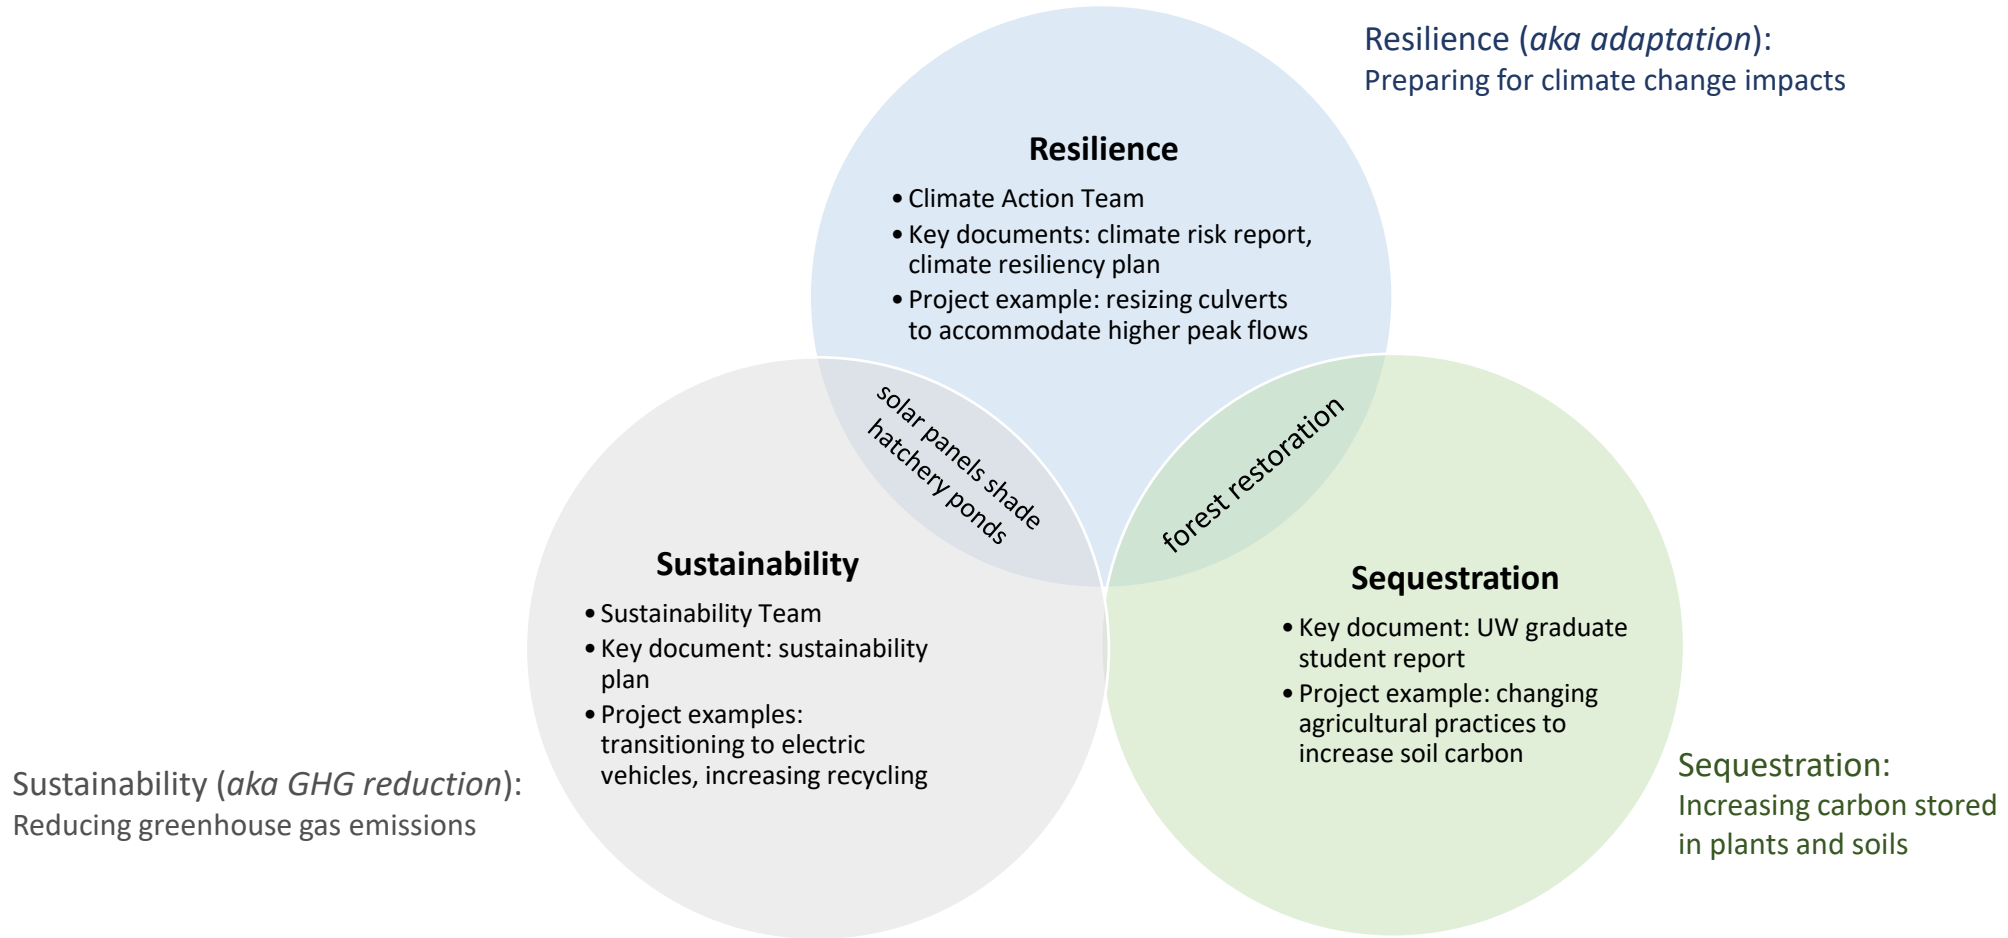 Resilience (aka adaptation):
Preparing for climate change impacts
Resilience
• Climate Action Team
• Key documents: climate risk report,
climate resiliency plan
• Project example: resizing culverts
to accommodate higher peak flows
solar panels shade
hatchery ponds
forest restoration
Sustainability
• Sustainability Team
• Key document: sustainability
plan
• Project examples:
transitioning to electric
vehicles, increasing recycling
Sequestration
• Key document: UW graduate
student report
• Project example: changing
agricultural practices to
increase soil carbon
Sustainability (aka GHG reduction):
Reducing greenhouse gas emissions
Sequestration:
Increasing carbon stored
in plants and soils